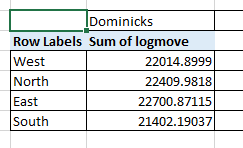 Dominicks
Row Labels Sum of logmove
West 22014.8999
North 22409.9818
East 22700.87115
South 21402.19037